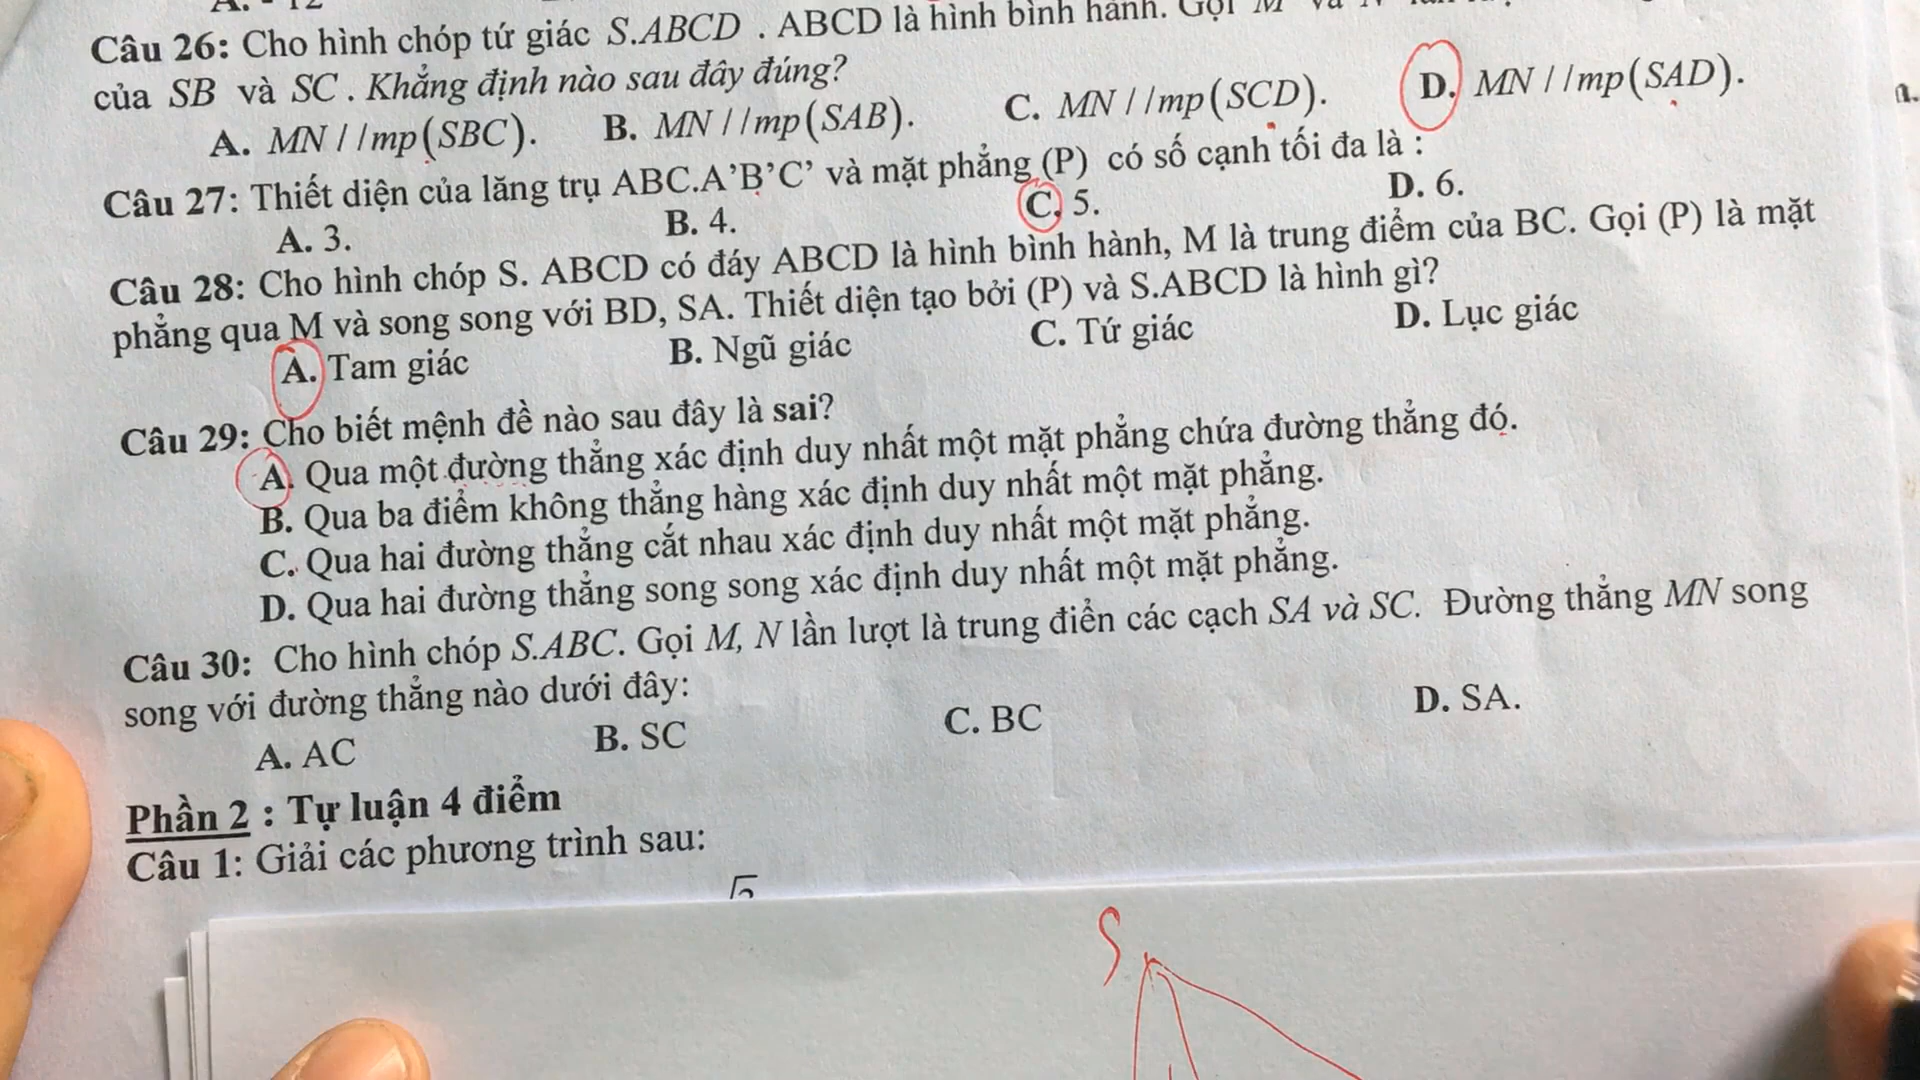 A. - 12
Câu 26: Cho hình chóp tứ giác S.ABCD . ABCD là hình bình hành. Gọi M và N
của SB và SC . Khẳng định nào sau đây đúng?
A. MN / /mp(SBC). B. MN / /mp(SAB). C. MN / /mp(SCD). D. MN / /mp(SAD).
Câu 27: Thiết diện của lăng trụ ABC.A’B’C’ và mặt phẳng (P) có số cạnh tối đa là :
A. 3. B. 4. C. 5. D. 6.
Câu 28: Cho hình chóp S. ABCD có đáy ABCD là hình bình hành, M là trung điểm của BC. Gọi (P) là mặt
phẳng qua M và song song với BD, SA. Thiết diện tạo bởi (P) và S.ABCD là hình gì?
A. Tam giác B. Ngũ giác C. Tứ giác D. Lục giác
Câu 29: Cho biết mệnh đề nào sau đây là sai?
A. Qua một đường thẳng xác định duy nhất một mặt phẳng chứa đường thẳng đó.
B. Qua ba điểm không thẳng hàng xác định duy nhất một mặt phẳng.
C. Qua hai đường thẳng cắt nhau xác định duy nhất một mặt phẳng.
D. Qua hai đường thẳng song song xác định duy nhất một mặt phẳng.
Câu 30: Cho hình chóp S.ABC. Gọi M, N lần lượt là trung điển các cạch SA và SC. Đường thẳng MN song
song với đường thẳng nào dưới đây:
A. AC B. SC C. BC D. SA.
Phần 2 : Tự luận 4 điểm
Câu 1: Giải các phương trình sau:
S